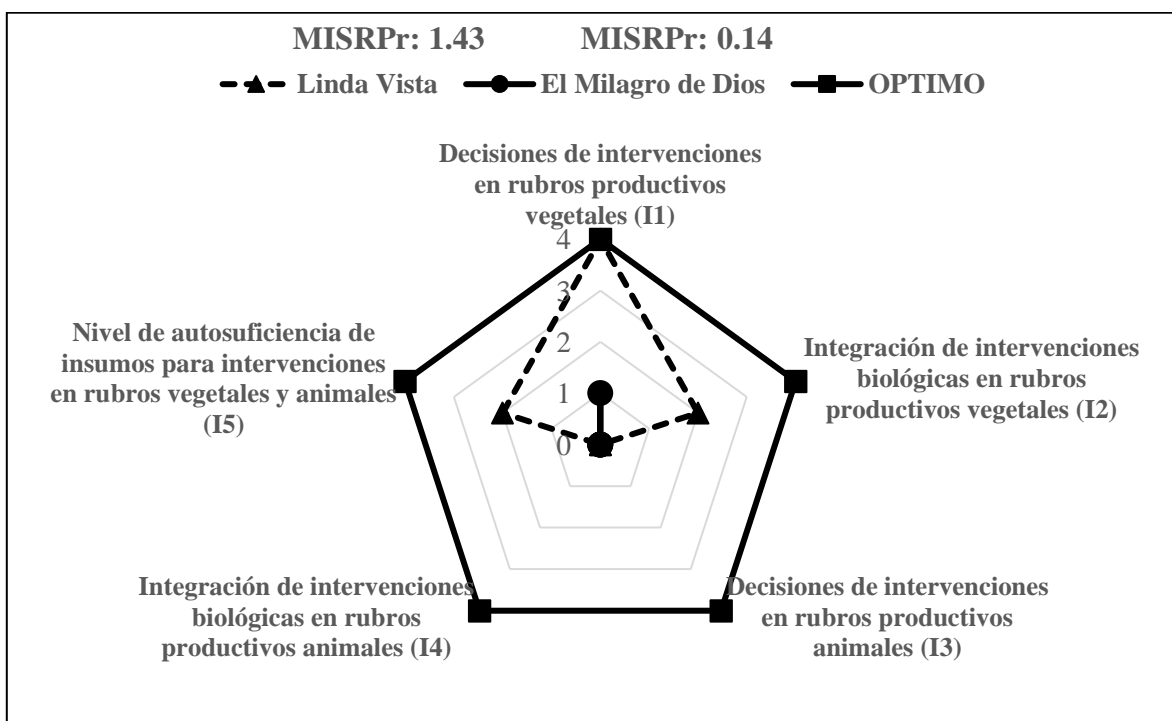 MISRPr: 1.43 MISRPr: 0.14
Linda Vista El Milagro de Dios OPTIMO
Decisiones de intervenciones
en rubros productivos
vegetales (I1)
4
3
2
1
0
Integración de intervenciones
biológicas en rubros
productivos vegetales (I2)
Decisiones de intervenciones
en rubros productivos
animales (I3)
Integración de intervenciones
biológicas en rubros
productivos animales (I4)
Nivel de autosuficiencia de
insumos para intervenciones
en rubros vegetales y animales
(I5)